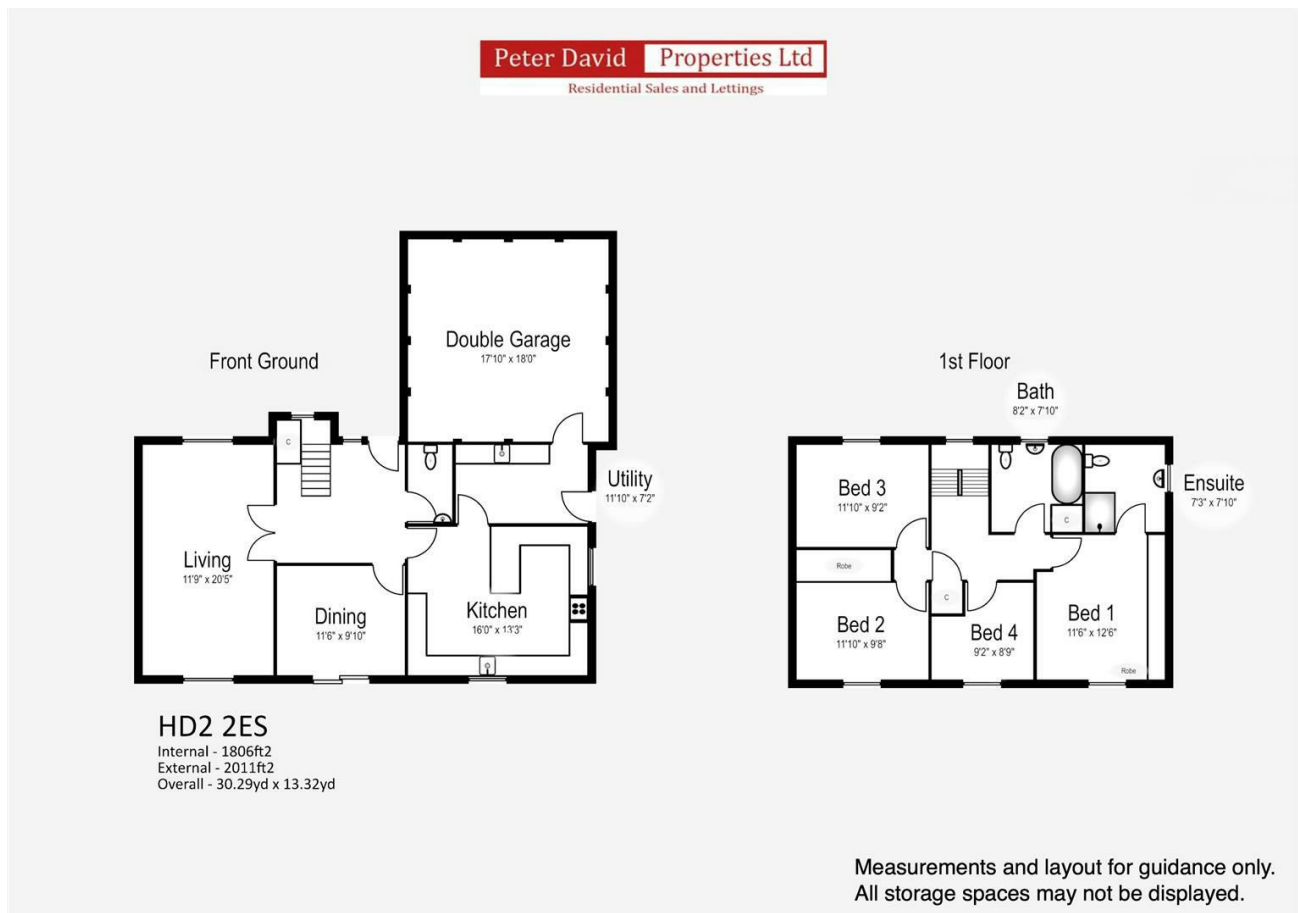 Peter David Properties Ltd
Residential Sales and Lettings
Front Ground
Double Garage
17'10" x 18'0"
C
Utility
11'10" x 7'2"
Living
11'9" x 20'5"
Dining
11'6" x 9'10"
Kitchen
16'0" x 13'3"
HD2 2ES
Internal - 1806ft2
External - 2011ft2
Overall - 30.29yd x 13.32yd
1st Floor
Bath
8'2" x 7'10"
Bed 3
11'10" x 9'2"
Ensuite
7'3" x 7'10"
C
Robe
C
Bed 2
11'10" x 9'8"
Bed 4
9'2" x 8'9"
Bed 1
11'6" x 12'6"
Robe
Measurements and layout for guidance only.
All storage spaces may not be displayed.